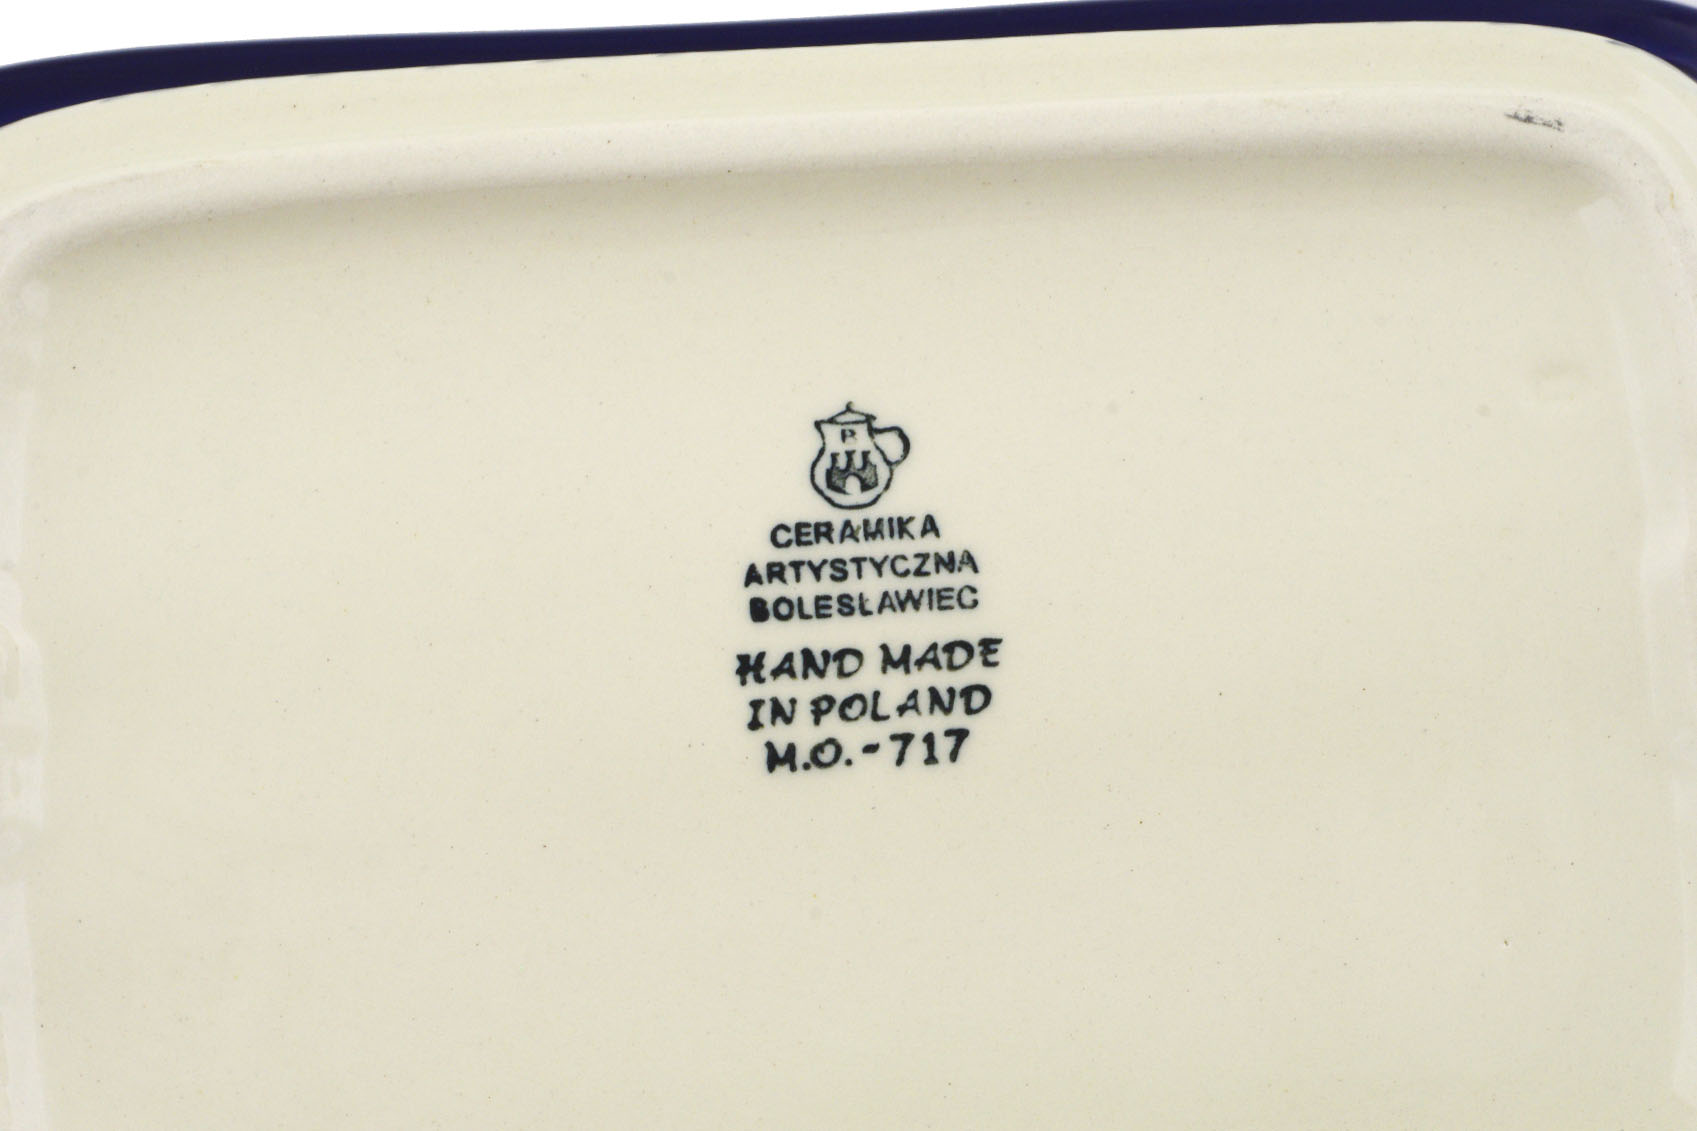 R
CERAMIKA
ARTYSTYCZNA
BOLESŁAWIEC
HAND MADE
IN POLAND
M.O.-717